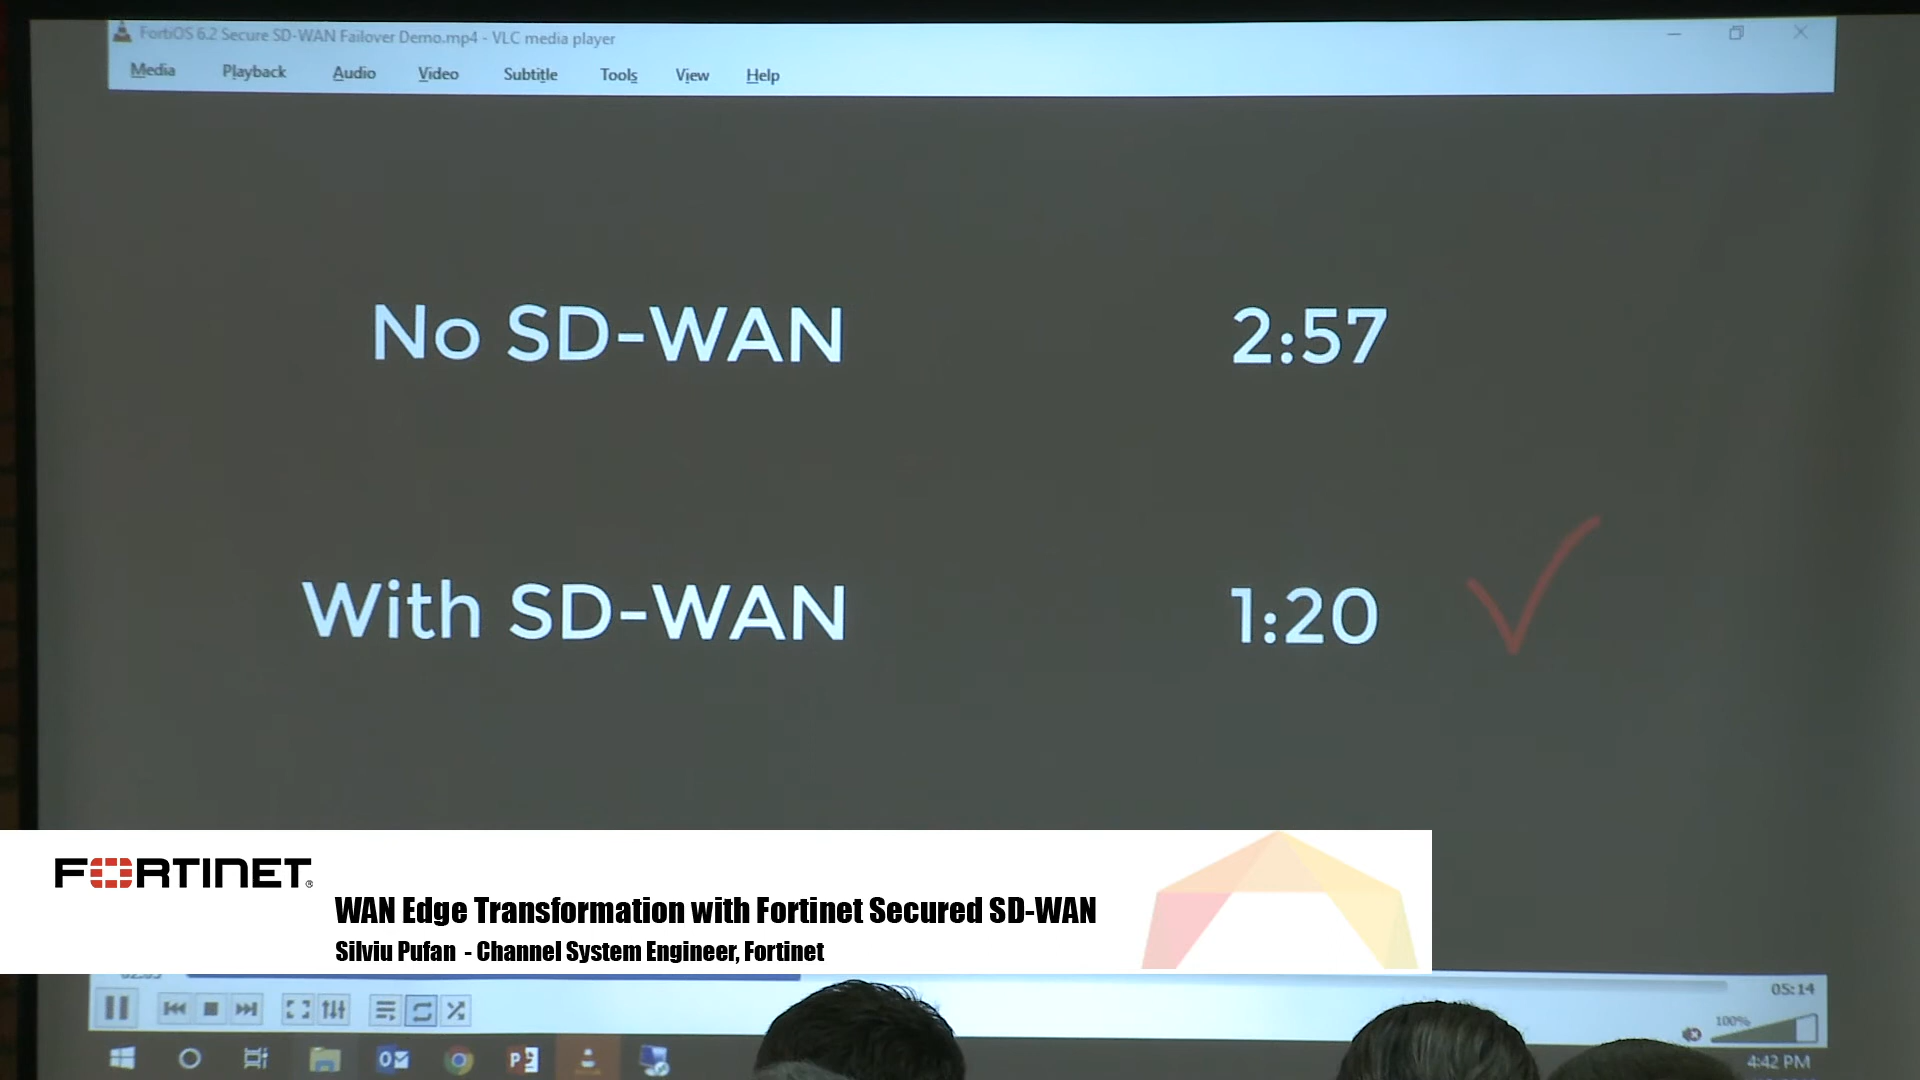 FortiOS 6.2 Secure SD-WAN Failover Demo.mp4 - VLC media player
Media Playback Audio Video Subtitle Tools View Help
No SD-WAN 2:57
With SD-WAN 1:20
FORTINET®
WAN Edge Transformation with Fortinet Secured SD-WAN
Silviu Pufan - Channel System Engineer, Fortinet
05:14
100%
4:42 PM